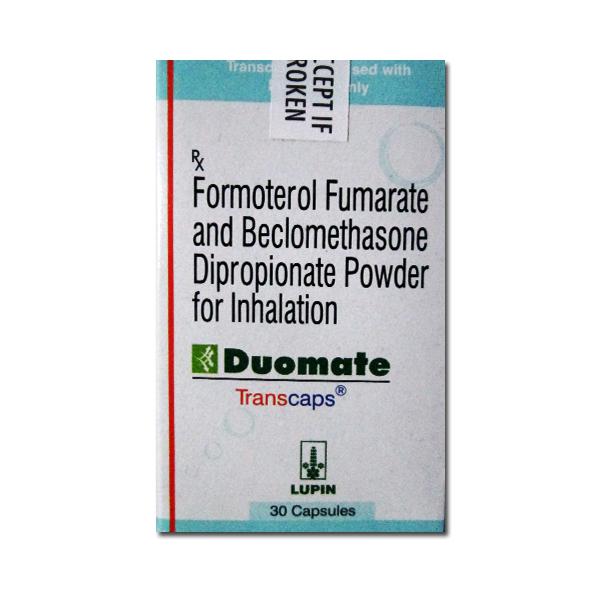 Transc sed with
nly
CCEPT IF
ROKEN
Rx
Formoterol Fumarate
and Beclomethasone
Dipropionate Powder
for Inhalation
Duomate
Transcaps®
LUPIN
30 Capsules